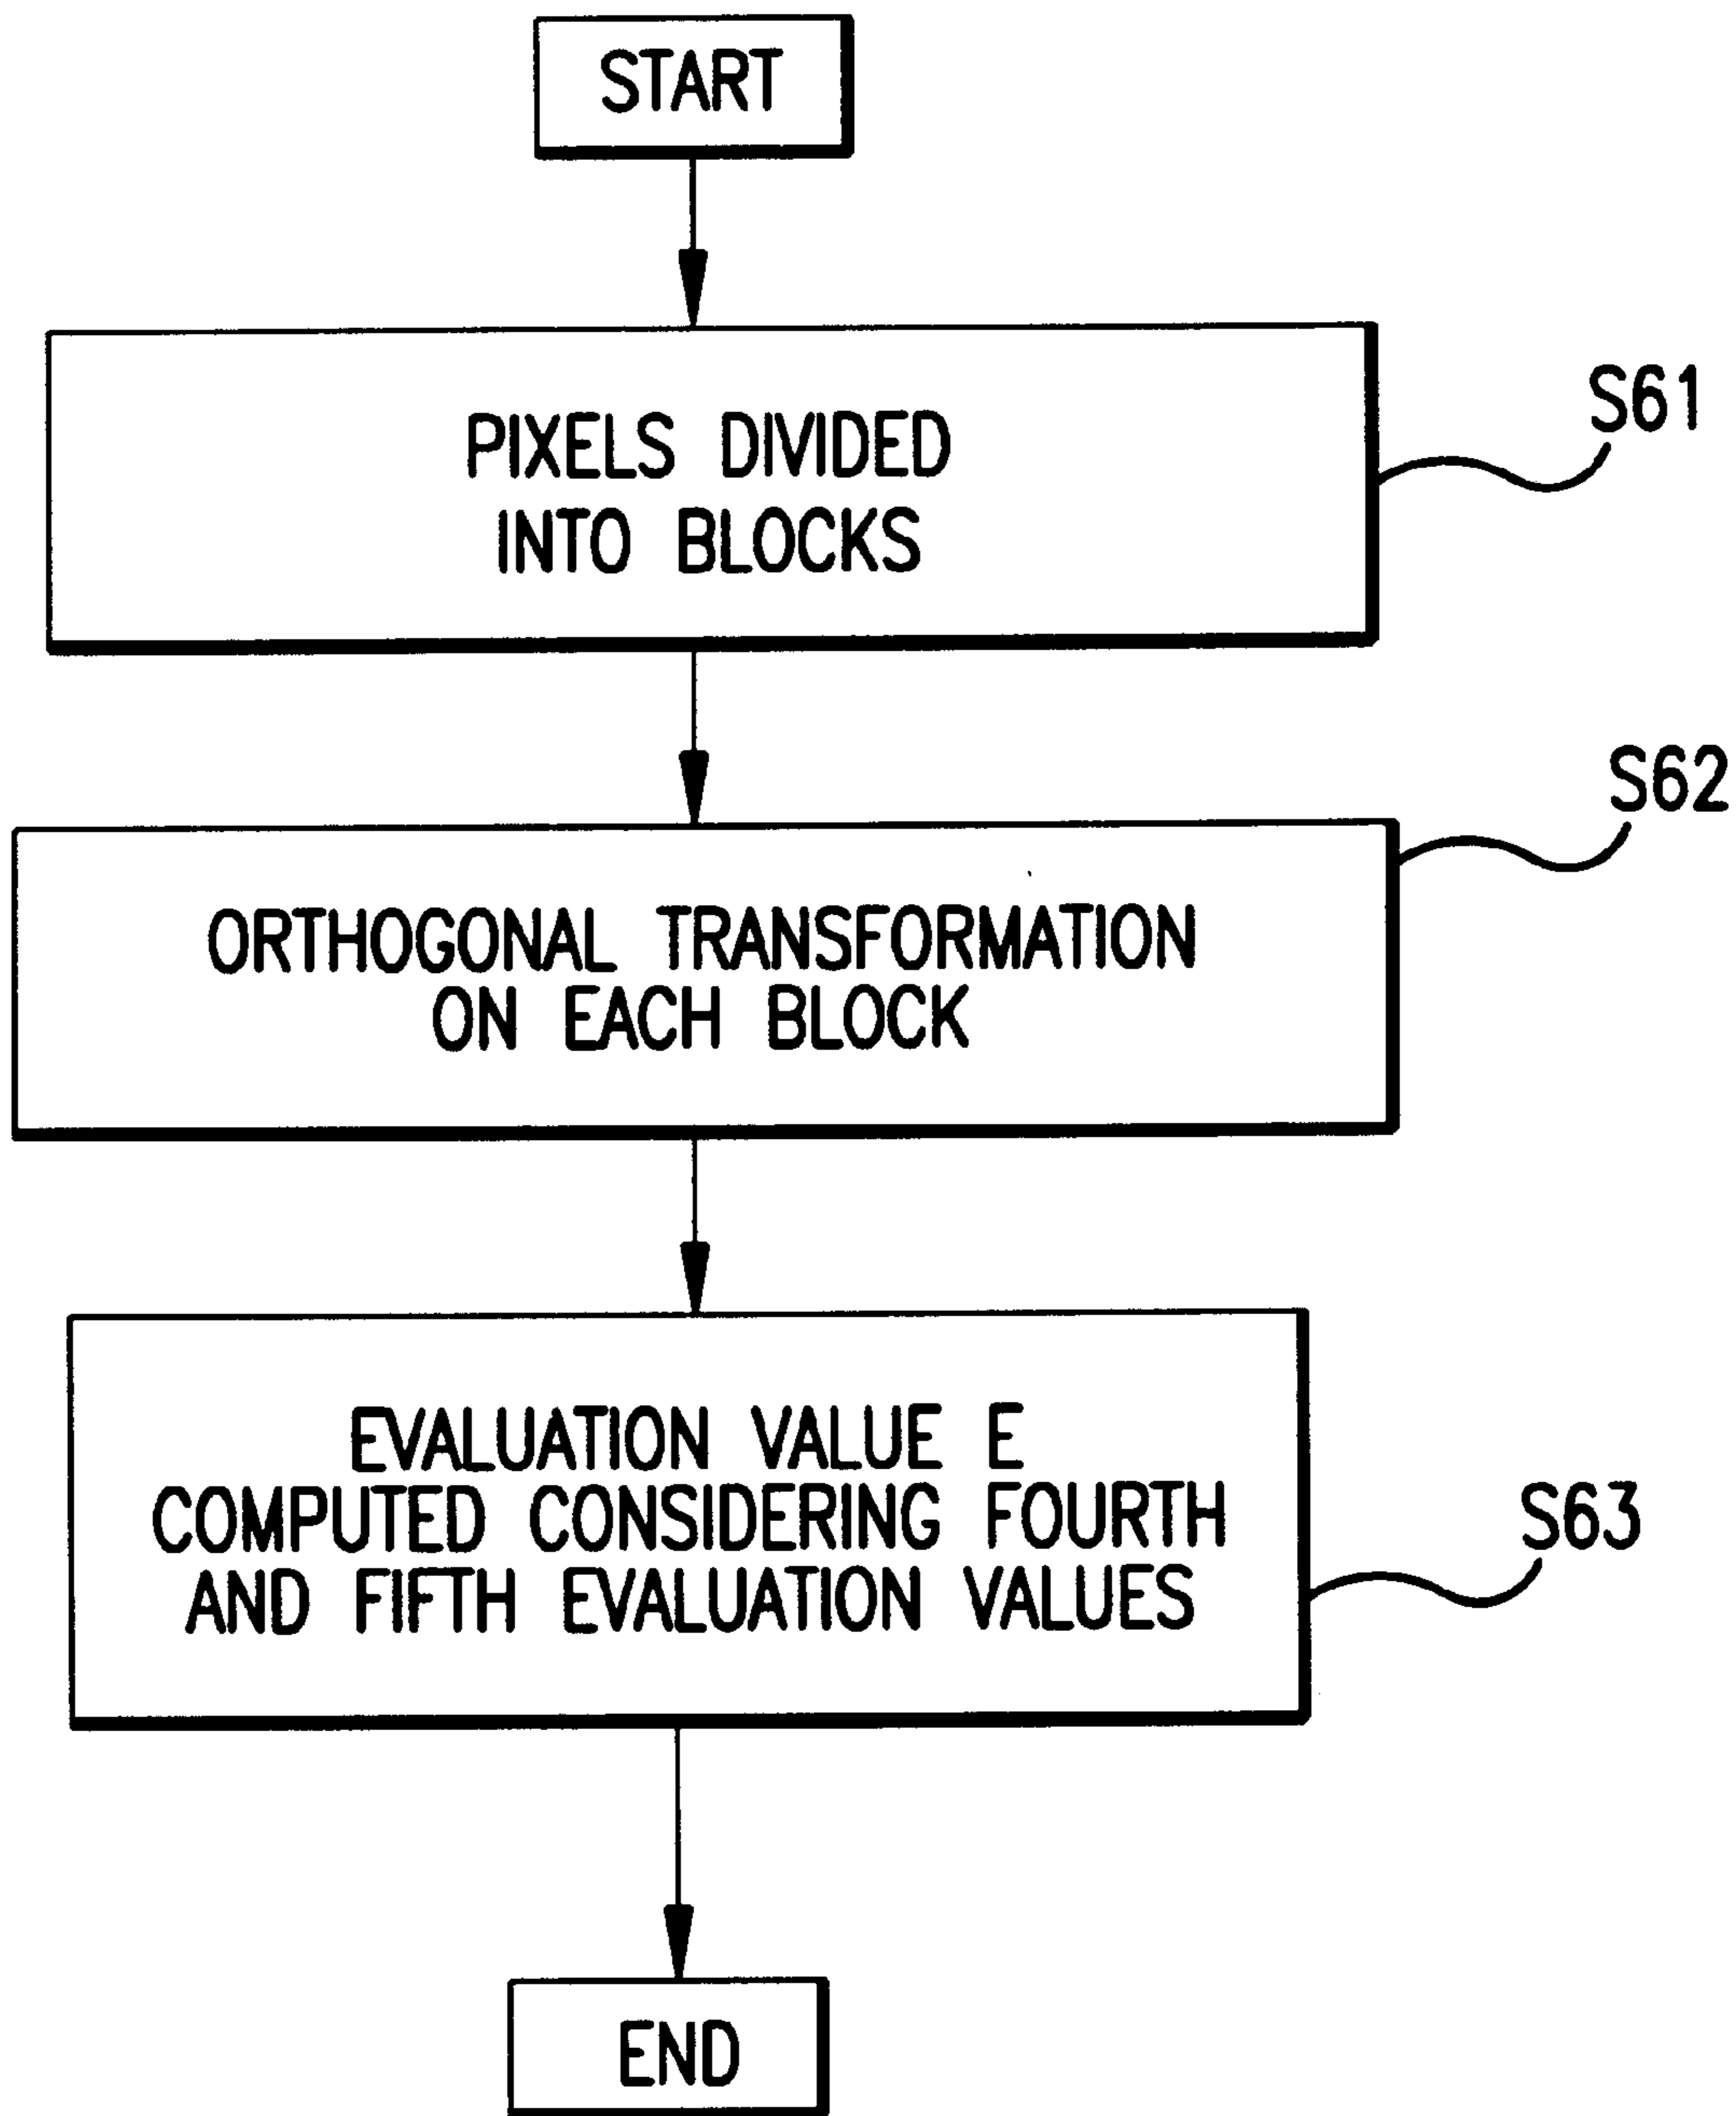 START
PIXELS DIVIDED
INTO BLOCKS
S61
ORTHOGONAL TRANSFORMATION
ON EACH BLOCK
S62
EVALUATION VALUE E
COMPUTED CONSIDERING FOURTH
AND FIFTH EVALUATION VALUES
S63
END